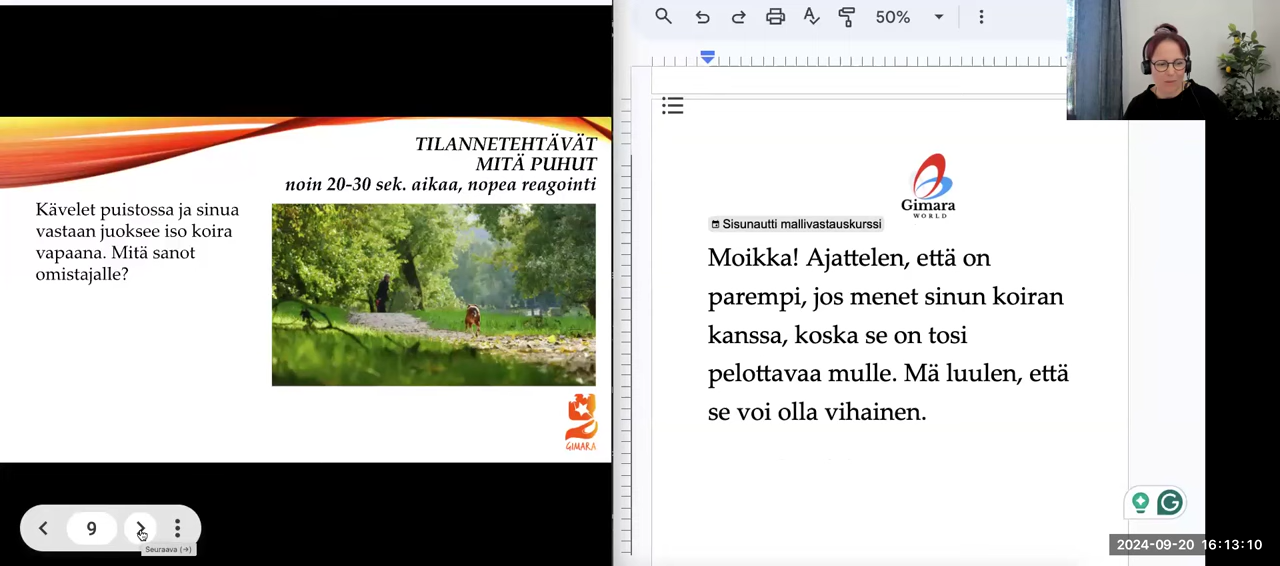 TILANNETEHTÄVÄT
MITÄ PUHUT
noin 20-30 sek. aikaa, nopea reagointi
Kävelet puistossa ja sinua
vastaan juoksee iso koira
vapaana. Mitä sanot
omistajalle?
GIMARA
9
Seuraava (→)
50%
Gimara
WORLD
Sisunautti mallivastauskurssi
Moikka! Ajattelen, että on
parempi, jos menet sinun koiran
kanssa, koska se on tosi
pelottavaa mulle. Mä luulen, että
se voi olla vihainen.
2024-09-20 16:13:10